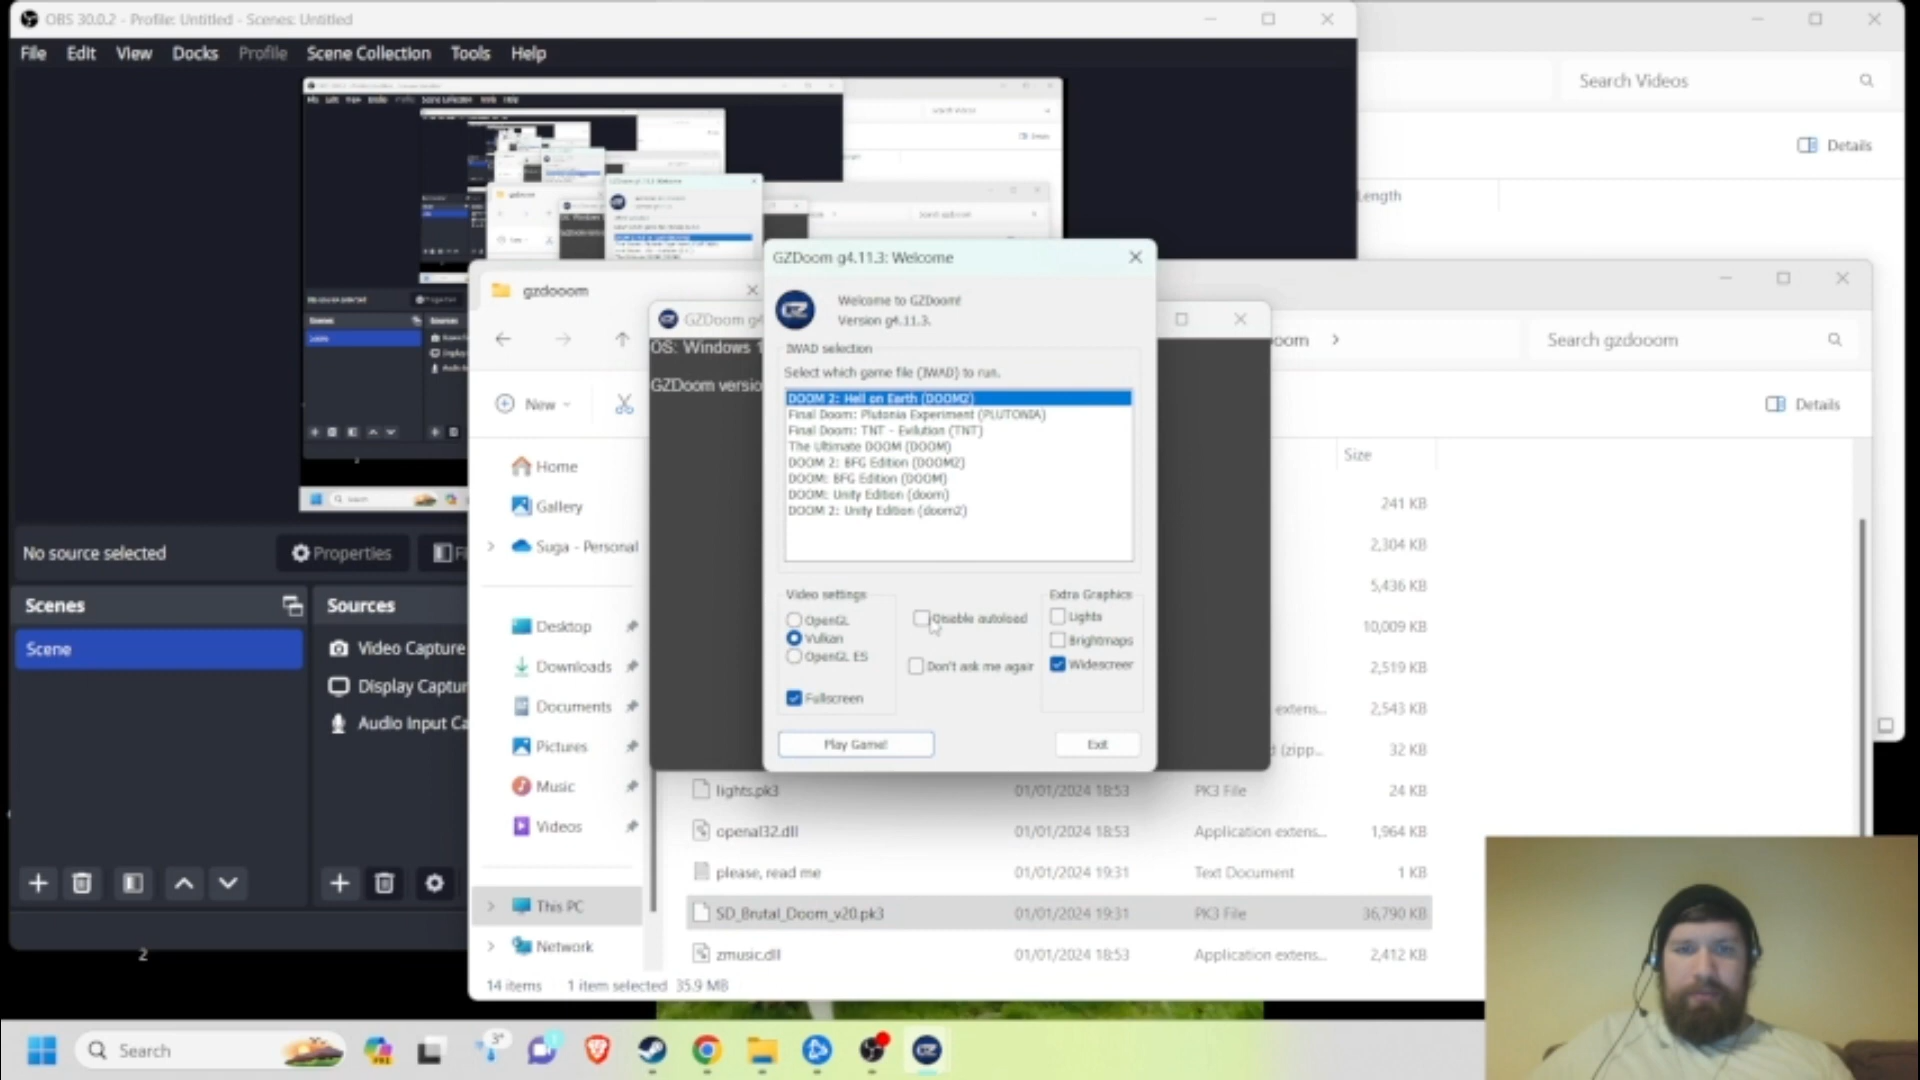 OBS 30.0.2 - Profile: Untitled - Scenes: Untitled
File Edit View Docks Profile Scene Collection Tools Help
Search Videos
Details
Length
No source selected
Properties
Scenes
Scene
Sources
Video Capture
Display Captur
Audio Input Ca
2
gzdooom
Search gzdooom
New
Details
Home
Gallery
Suga - Personal
Desktop
Downloads
Documents
Pictures
Music
Videos
This PC
Network
Size
241 KB
2,304 KB
5,436 KB
10,009 KB
2,519 KB
extens... 2,543 KB
d (zipp... 32 KB
lights.pk3 01/01/2024 18:53 PK3 File 24 KB
openal32.dll 01/01/2024 18:53 Application extens... 1,964 KB
please, read me 01/01/2024 19:31 Text Document 1 KB
SD_Brutal_Doom_v20.pk3 01/01/2024 19:31 PK3 File 36,790 KB
zmusic.dll 01/01/2024 18:53 Application extens... 2,412 KB
14 items 1 item selected 35.9 MB
GZDoom g4
OS: Windows 1
GZDoom versio
GZDoom g4.11.3: Welcome
Welcome to GZDoom!
Version g4.11.3.
IWAD selection
Select which game file (IWAD) to run.
DOOM 2: Hell on Earth (DOOM2)
Final Doom: Plutonia Experiment (PLUTONIA)
Final Doom: TNT - Evilution (TNT)
The Ultimate DOOM (DOOM)
DOOM 2: BFG Edition (DOOM2)
DOOM: BFG Edition (DOOM)
DOOM: Unity Edition (doom)
DOOM 2: Unity Edition (doom2)
Video settings
OpenGL
Vulkan
OpenGL ES
Fullscreen
Disable autoload
Don't ask me again
Extra Graphics
Lights
Brightmaps
Widescreen
Play Game!
Exit
Search
3°